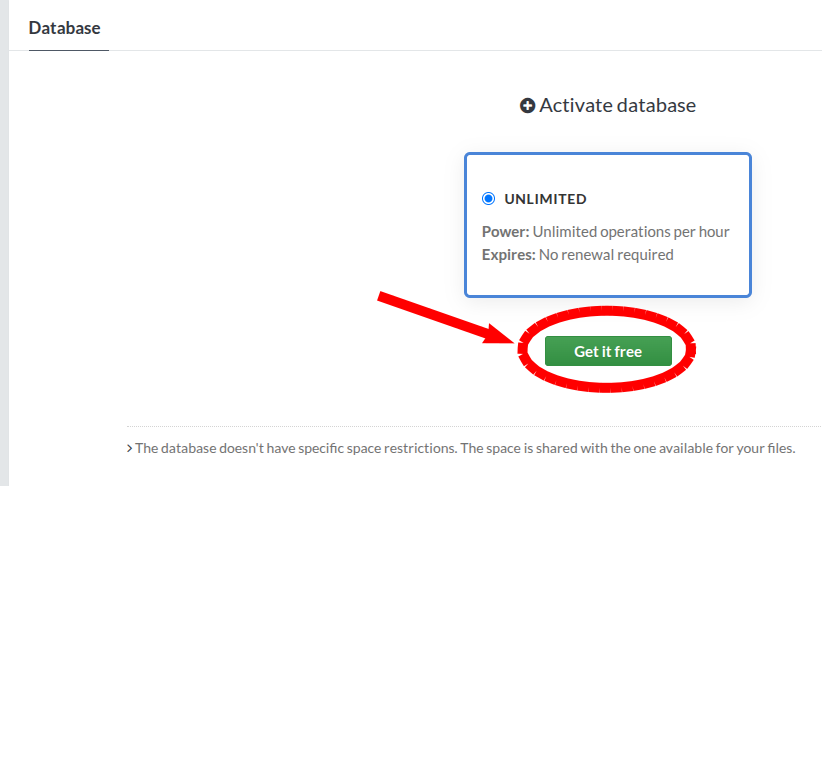 Database
Activate database
UNLIMITED
Power: Unlimited operations per hour
Expires: No renewal required
Get it free
The database doesn't have specific space restrictions. The space is shared with the one available for your files.